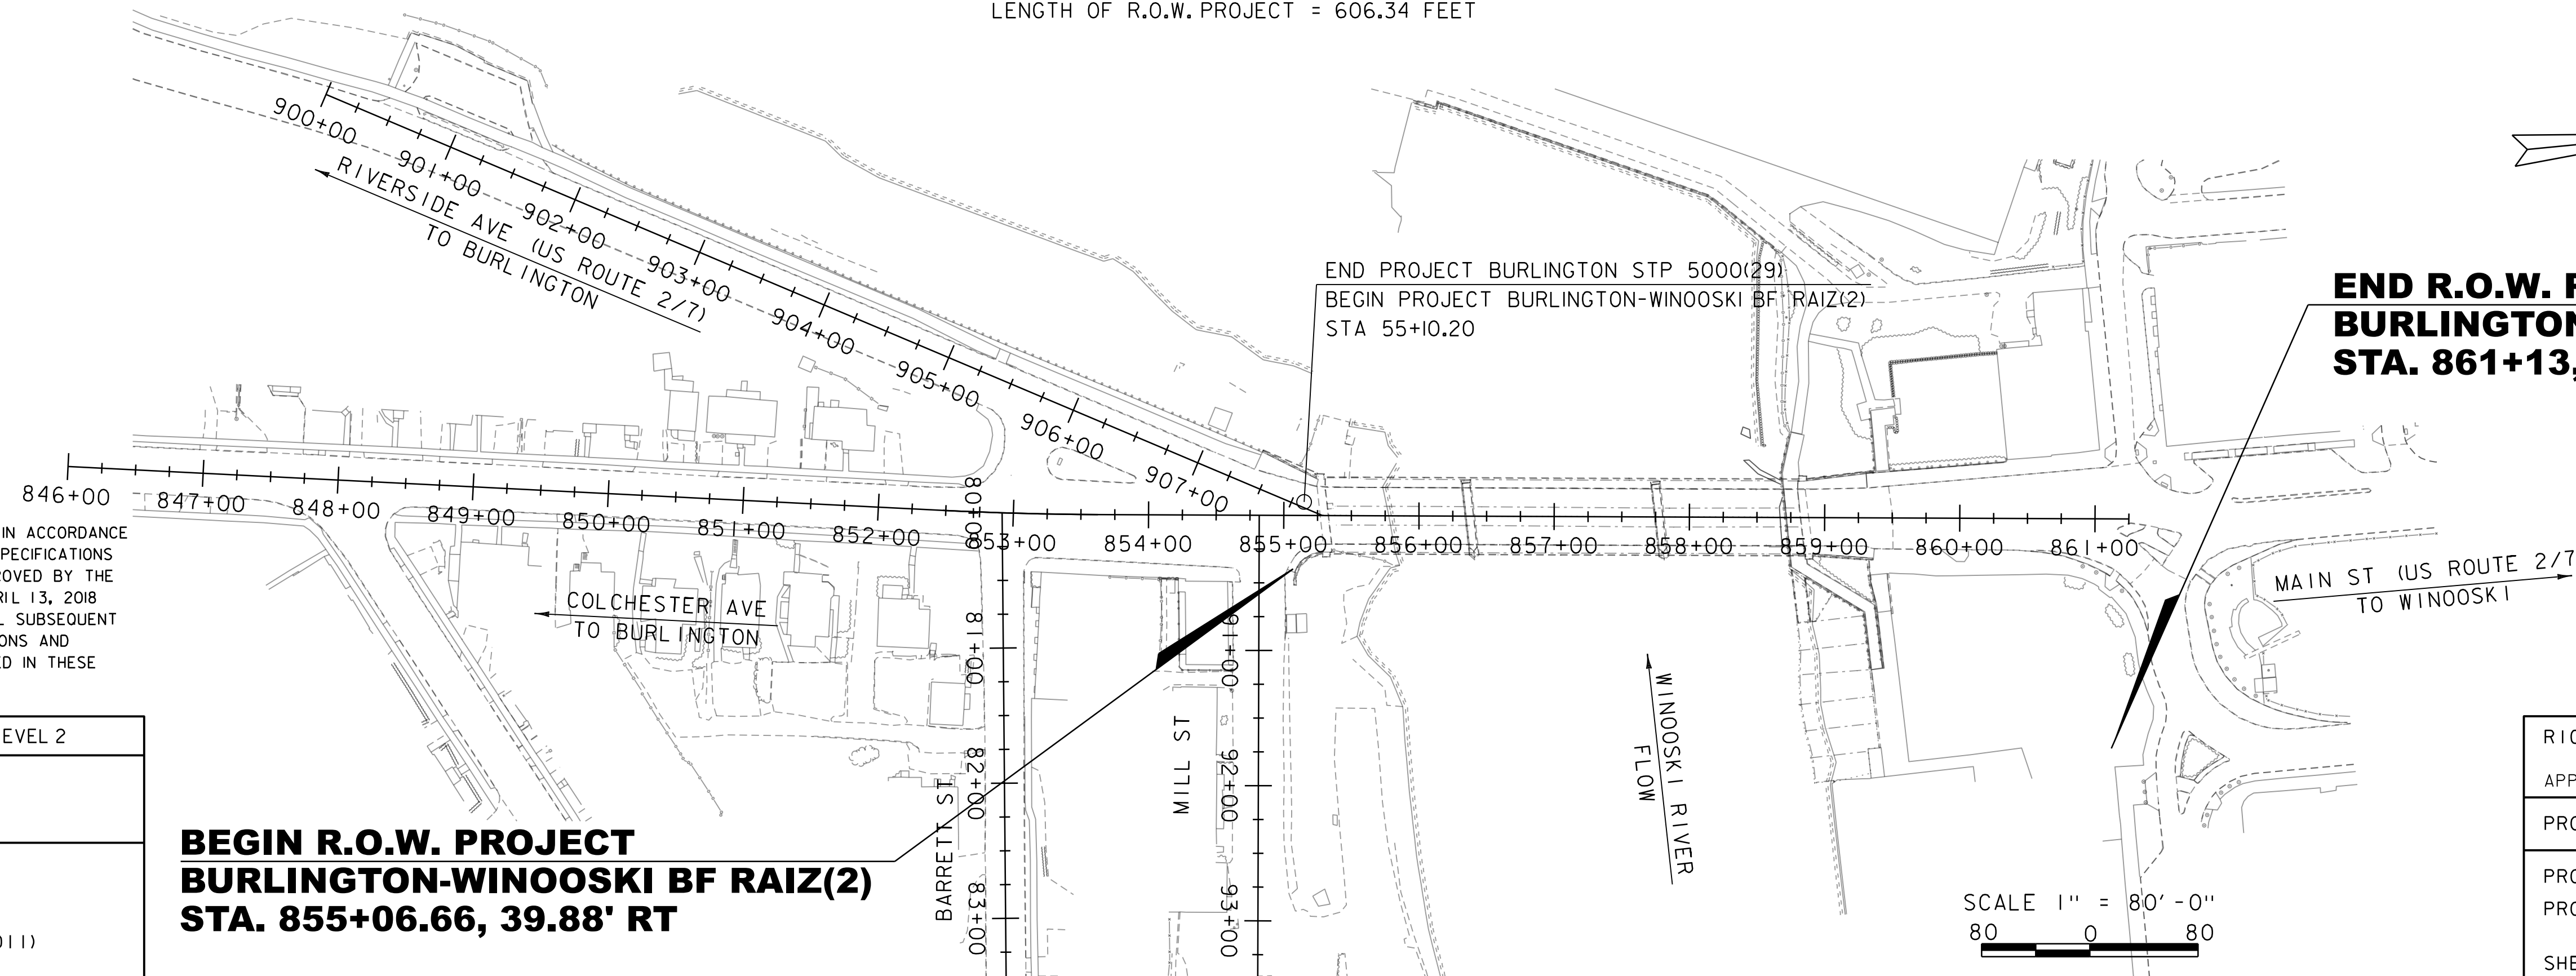 LENGTH OF R.O.W. PROJECT = 606.34 FEET
900+00
901+00
902+00
903+00
904+00
905+00
906+00
907+00
RIVERSIDE AVE (US ROUTE 2/7)
TO BURLINGTON
END PROJECT BURLINGTON STP 5000(29)
BEGIN PROJECT BURLINGTON-WINOOSKI BF RAIZ(2)
STA 55+10.20
END R.O.W.
BURLINGTON
STA. 861+13,
846+00
847+00
848+00
849+00
850+00
851+00
852+00
853+00
854+00
855+00
856+00
857+00
858+00
859+00
860+00
861+00
80+00
81+00
82+00
83+00
91+00
92+00
93+00
IN ACCORDANCE
SUBSEQUENT
AND
IN THESE
BY THE
13, 2018
COLCHESTER AVE
TO BURLINGTON
MAIN ST (US ROUTE 2/7
TO WINOOSKI
BARRETT ST
MILL ST
WINOOSKI RIVER
FLOW
BEGIN R.O.W. PROJECT
BURLINGTON-WINOOSKI BF RAIZ(2)
STA. 855+06.66, 39.88' RT
SCALE 1" = 80'-0"
80 0 80